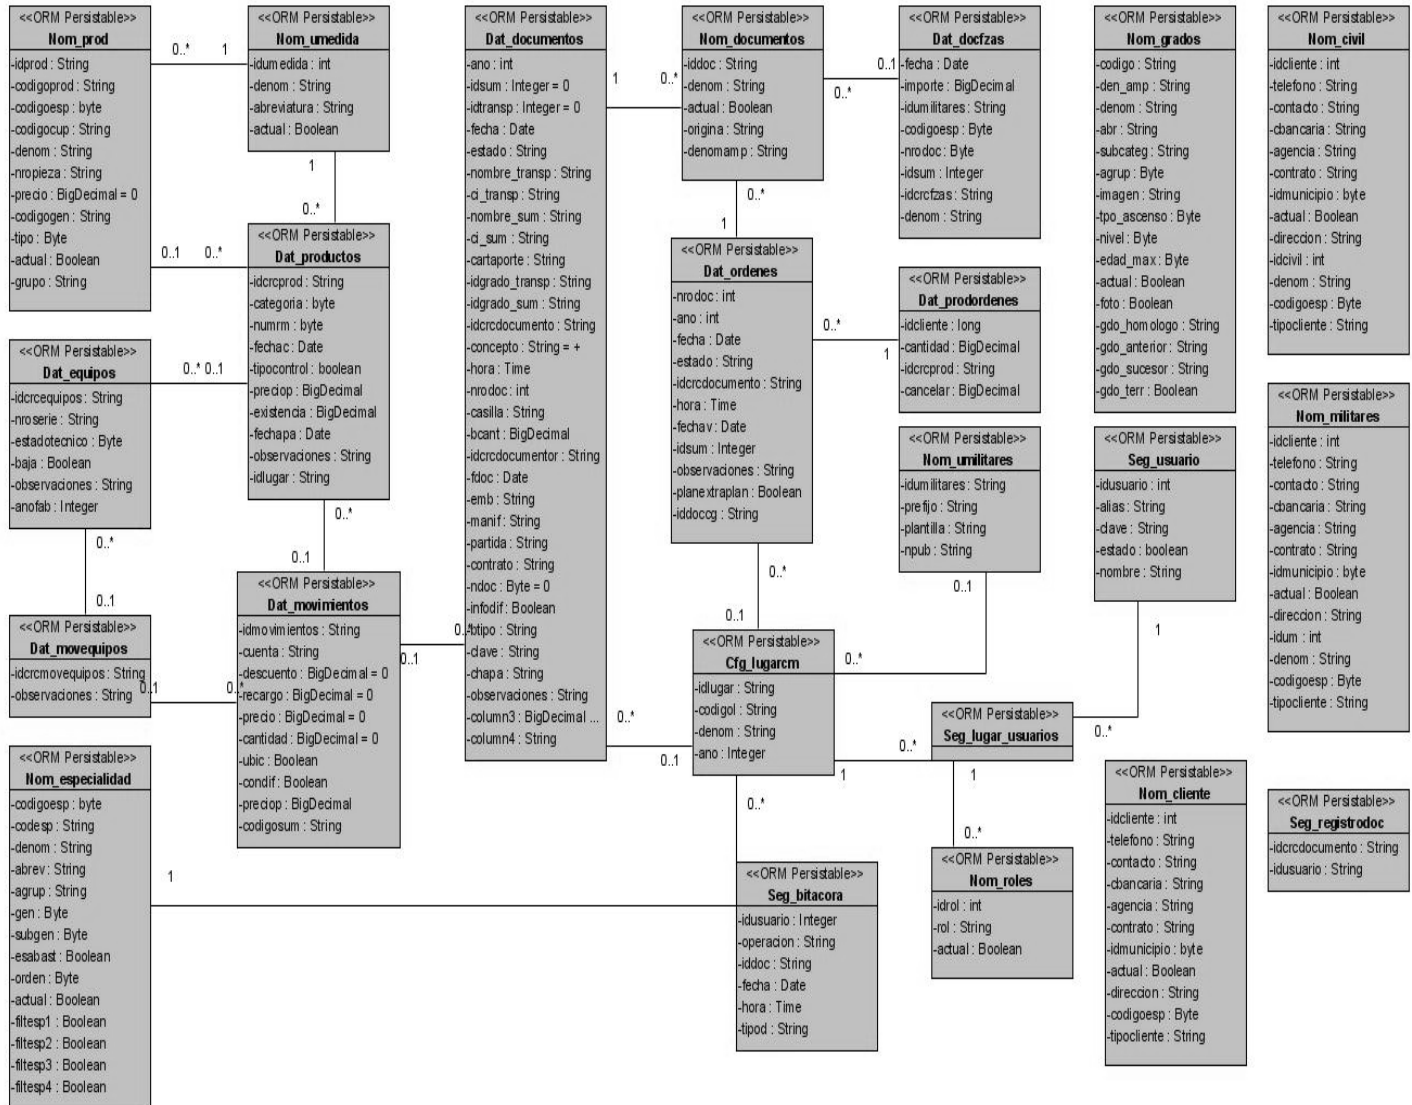 <<ORM Persistable>>
Nom_prod
-idprod : String
-codigoprod : String
-codigoesp : byte
-codigocup : String
-denom : String
-nropieza : String
-precio : BigDecimal = 0
-codigogen : String
-tipo : Byte
-actual : Boolean
-grupo : String
0..* 1
<<ORM Persistable>>
Nom_umedida
-idumedida : int
-denom : String
-abreviatura : String
-actual : Boolean
1
0..*
0..1 0..*
<<ORM Persistable>>
Dat_productos
-idcrcprod : String
-categoria : byte
-numrm : byte
-fechac : Date
-tipocontrol : boolean
-preciop : BigDecimal
-existencia : BigDecimal
-fechapa : Date
-observaciones : String
-idlugar : String
<<ORM Persistable>>
Dat_equipos
-idcrcequipos : String
-nroserie : String
-estadotecnico : Byte
-baja : Boolean
-observaciones : String
-anofab : Integer
0..* 0..1
0..*
0..1
0..*
0..1
<<ORM Persistable>>
Dat_movequipos
-idcrcmovequipos : String
-observaciones : String
0..1
0..*
<<ORM Persistable>>
Dat_movimientos
-idmovimientos : String
-cuenta : String
-descuento : BigDecimal = 0
-recargo : BigDecimal = 0
-precio : BigDecimal = 0
-cantidad : BigDecimal = 0
-ubic : Boolean
-condif : Boolean
-preciop : BigDecimal
-codigosum : String
0..1
0..*
<<ORM Persistable>>
Nom_especialidad
-codigoesp : byte
-codesp : String
-denom : String
-abrev : String
-agrup : String
-gen : Byte
-subgen : Byte
-esabast : Boolean
-orden : Byte
-actual : Boolean
-filtesp1 : Boolean
-filtesp2 : Boolean
-filtesp3 : Boolean
-filtesp4 : Boolean
1
<<ORM Persistable>>
Dat_documentos
-ano : int
-idsum : Integer = 0
-idtransp : Integer = 0
-fecha : Date
-estado : String
-nombre_transp : String
-ci_transp : String
-nombre_sum : String
-ci_sum : String
-cartaporte : String
-idgrado_transp : String
-idgrado_sum : String
-idcrcdocumento : String
-concepto : String = +
-hora : Time
-nrodoc : int
-casilla : String
-bcant : BigDecimal
-idcrcdocumentor : String
-fdoc : Date
-emb : String
-manif : String
-partida : String
-contrato : String
-ndoc : Byte = 0
-infodif : Boolean
-btipo : String
-clave : String
-chapa : String
-observaciones : String
-column3 : BigDecimal ...
-column4 : String
1 0..*
0..*
0..1
<<ORM Persistable>>
Nom_documentos
-iddoc : String
-denom : String
-actual : Boolean
-origina : String
-denomamp : String
0..1
0..*
0..*
1
<<ORM Persistable>>
Dat_docfzas
-fecha : Date
-importe : BigDecimal
-idumilitares : String
-codigoesp : Byte
-nrodoc : Byte
-idsum : Integer
-idcrcfzas : String
-denom : String
<<ORM Persistable>>
Dat_ordenes
-nrodoc : int
-ano : int
-fecha : Date
-estado : String
-idcrcdocumento : String
-hora : Time
-fechav : Date
-idsum : Integer
-observaciones : String
-planextraplan : Boolean
-iddoccg : String
0..*
1
<<ORM Persistable>>
Dat_prodordenes
-idcliente : long
-cantidad : BigDecimal
-idcrcprod : String
-cancelar : BigDecimal
<<ORM Persistable>>
Nom_umilitares
-idumilitares : String
-prefijo : String
-plantilla : String
-npub : String
0..1
0..*
0..*
0..1
<<ORM Persistable>>
Cfg_lugarcm
-idlugar : String
-codigol : String
-denom : String
-ano : Integer
1
0..*
0..*
<<ORM Persistable>>
Seg_lugar_usuarios
1
0..*
<<ORM Persistable>>
Nom_roles
-idrol : int
-rol : String
-actual : Boolean
<<ORM Persistable>>
Seg_bitacora
-idusuario : Integer
-operacion : String
-iddoc : String
-fecha : Date
-hora : Time
-tipod : String
<<ORM Persistable>>
Nom_grados
-codigo : String
-den_amp : String
-denom : String
-abr : String
-subcateg : String
-agrup : Byte
-imagen : String
-tpo_ascenso : Byte
-nivel : Byte
-edad_max : Byte
-actual : Boolean
-foto : Boolean
-gdo_homologo : String
-gdo_anterior : String
-gdo_sucesor : String
-gdo_terr : Boolean
<<ORM Persistable>>
Seg_usuario
-idusuario : int
-alias : String
-clave : String
-estado : boolean
-nombre : String
1
0..*
<<ORM Persistable>>
Nom_cliente
-idcliente : int
-telefono : String
-contacto : String
-cbancaria : String
-agencia : String
-contrato : String
-idmunicipio : byte
-actual : Boolean
-direccion : String
-codigoesp : Byte
-tipocliente : String
<<ORM Persistable>>
Nom_civil
-idcliente : int
-telefono : String
-contacto : String
-cbancaria : String
-agencia : String
-contrato : String
-idmunicipio : byte
-actual : Boolean
-direccion : String
-idcivil : int
-denom : String
-codigoesp : Byte
-tipocliente : String
<<ORM Persistable>>
Nom_militares
-idcliente : int
-telefono : String
-contacto : String
-cbancaria : String
-agencia : String
-contrato : String
-idmunicipio : byte
-actual : Boolean
-direccion : String
-idum : int
-denom : String
-codigoesp : Byte
-tipocliente : String
<<ORM Persistable>>
Seg_registrodoc
-idcrcdocumento : String
-idusuario : String